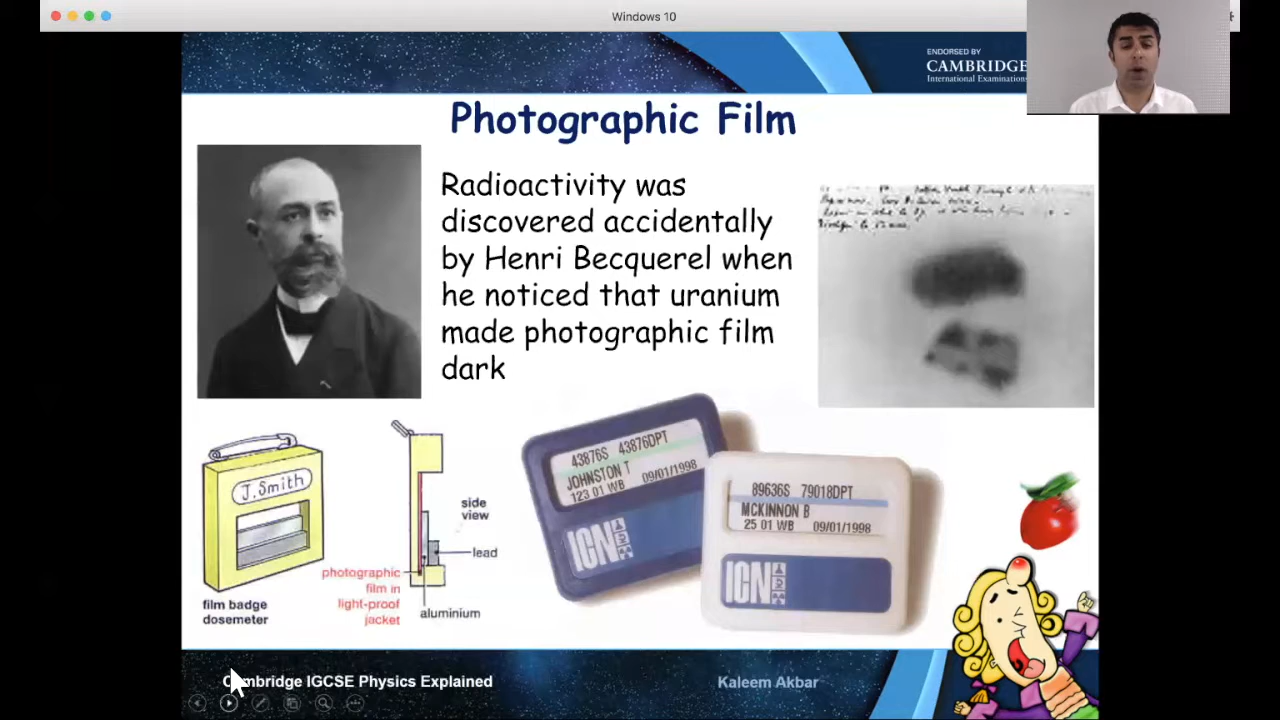 Windows 10
ENDORSED BY
CAMBRIDGE
International Examinations
Photographic Film
Radioactivity was
discovered accidentally
by Henri Becquerel when
he noticed that uranium
made photographic film
dark
J.Smith
side
view
lead
photographic
film in
light-proof
jacket
aluminium
film badge
dosemeter
43876S 43876DPT
JOHNSTON T
123 01 WB 09/01/1998
ICN
89636S 79018DPT
MCKINNON B
25 01 WB 09/01/1998
ICN
Cambridge IGCSE Physics Explained
Kaleem Akbar